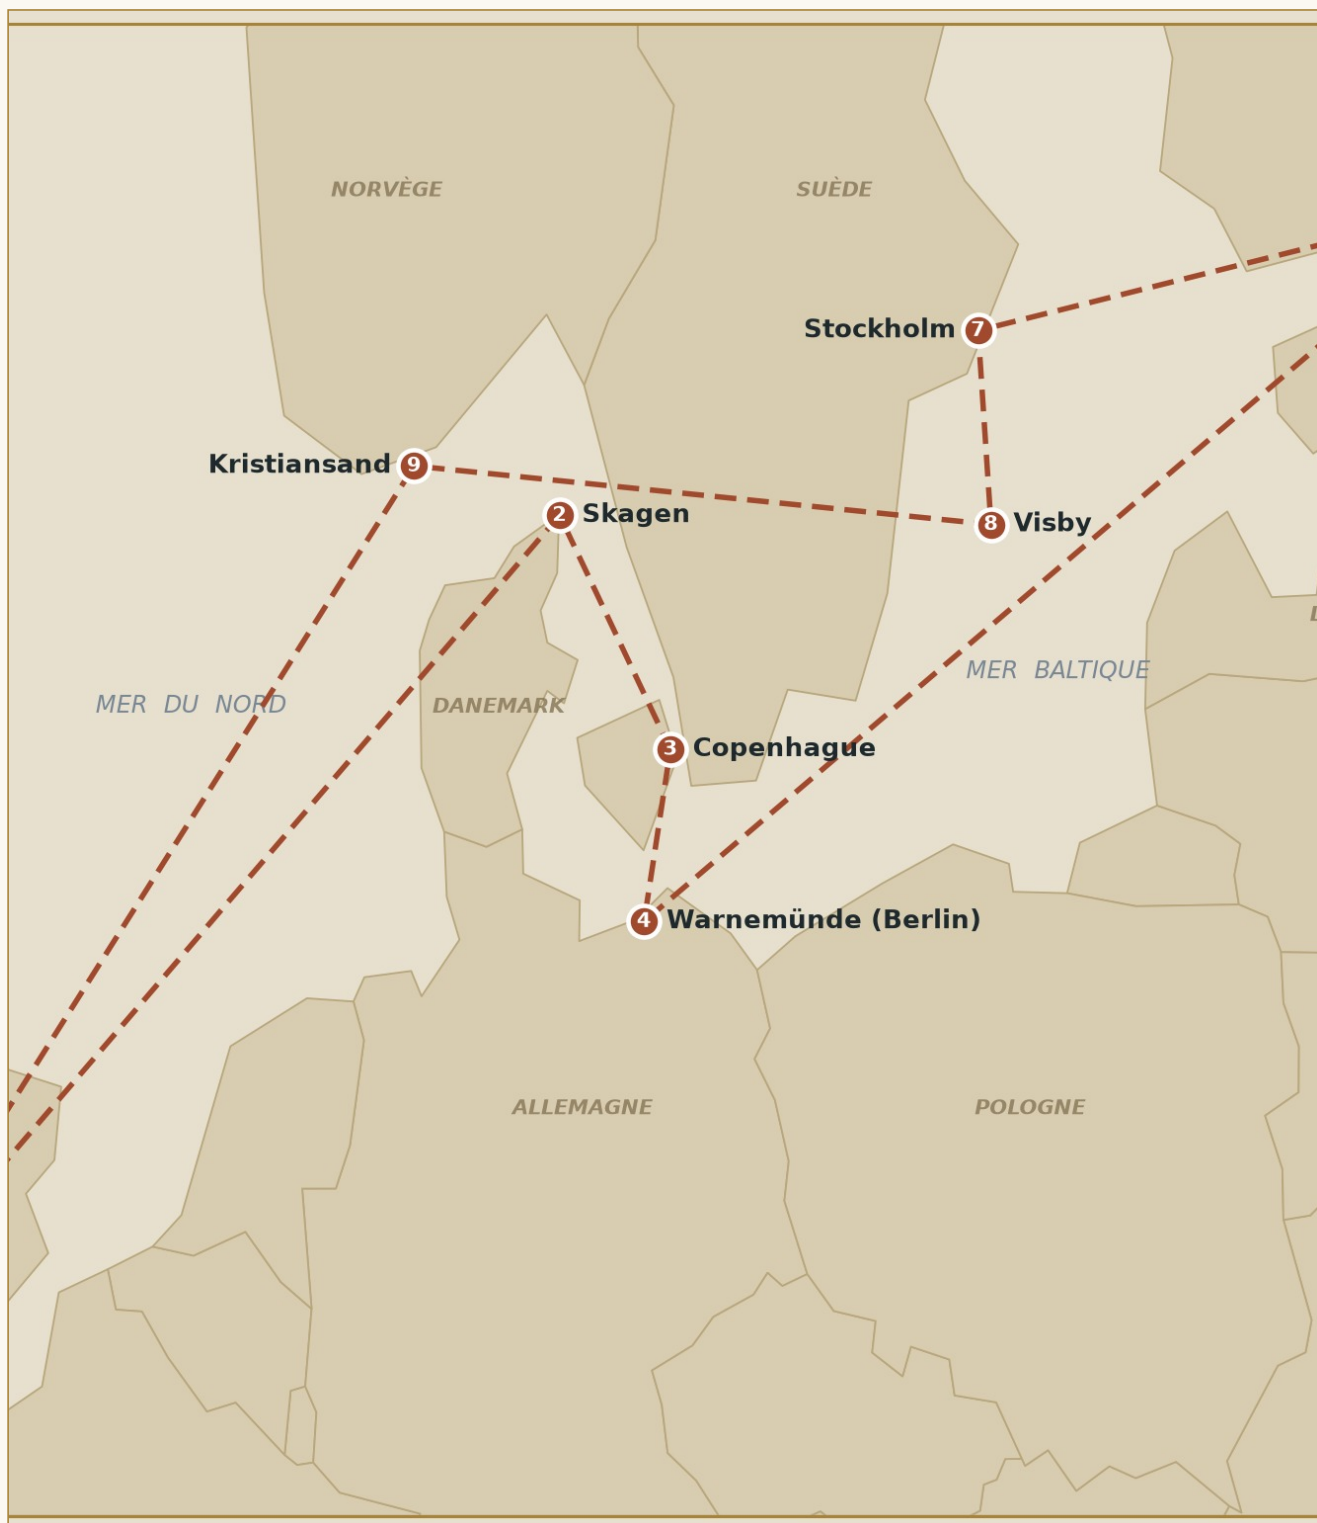 NORVÈGE
SUÈDE
Stockholm 7
Kristiansand 9
2 Skagen
8 Visby
MER DU NORD
DANEMARK
MER BALTIQUE
3 Copenhague
4 Warnemünde (Berlin)
ALLEMAGNE
POLOGNE